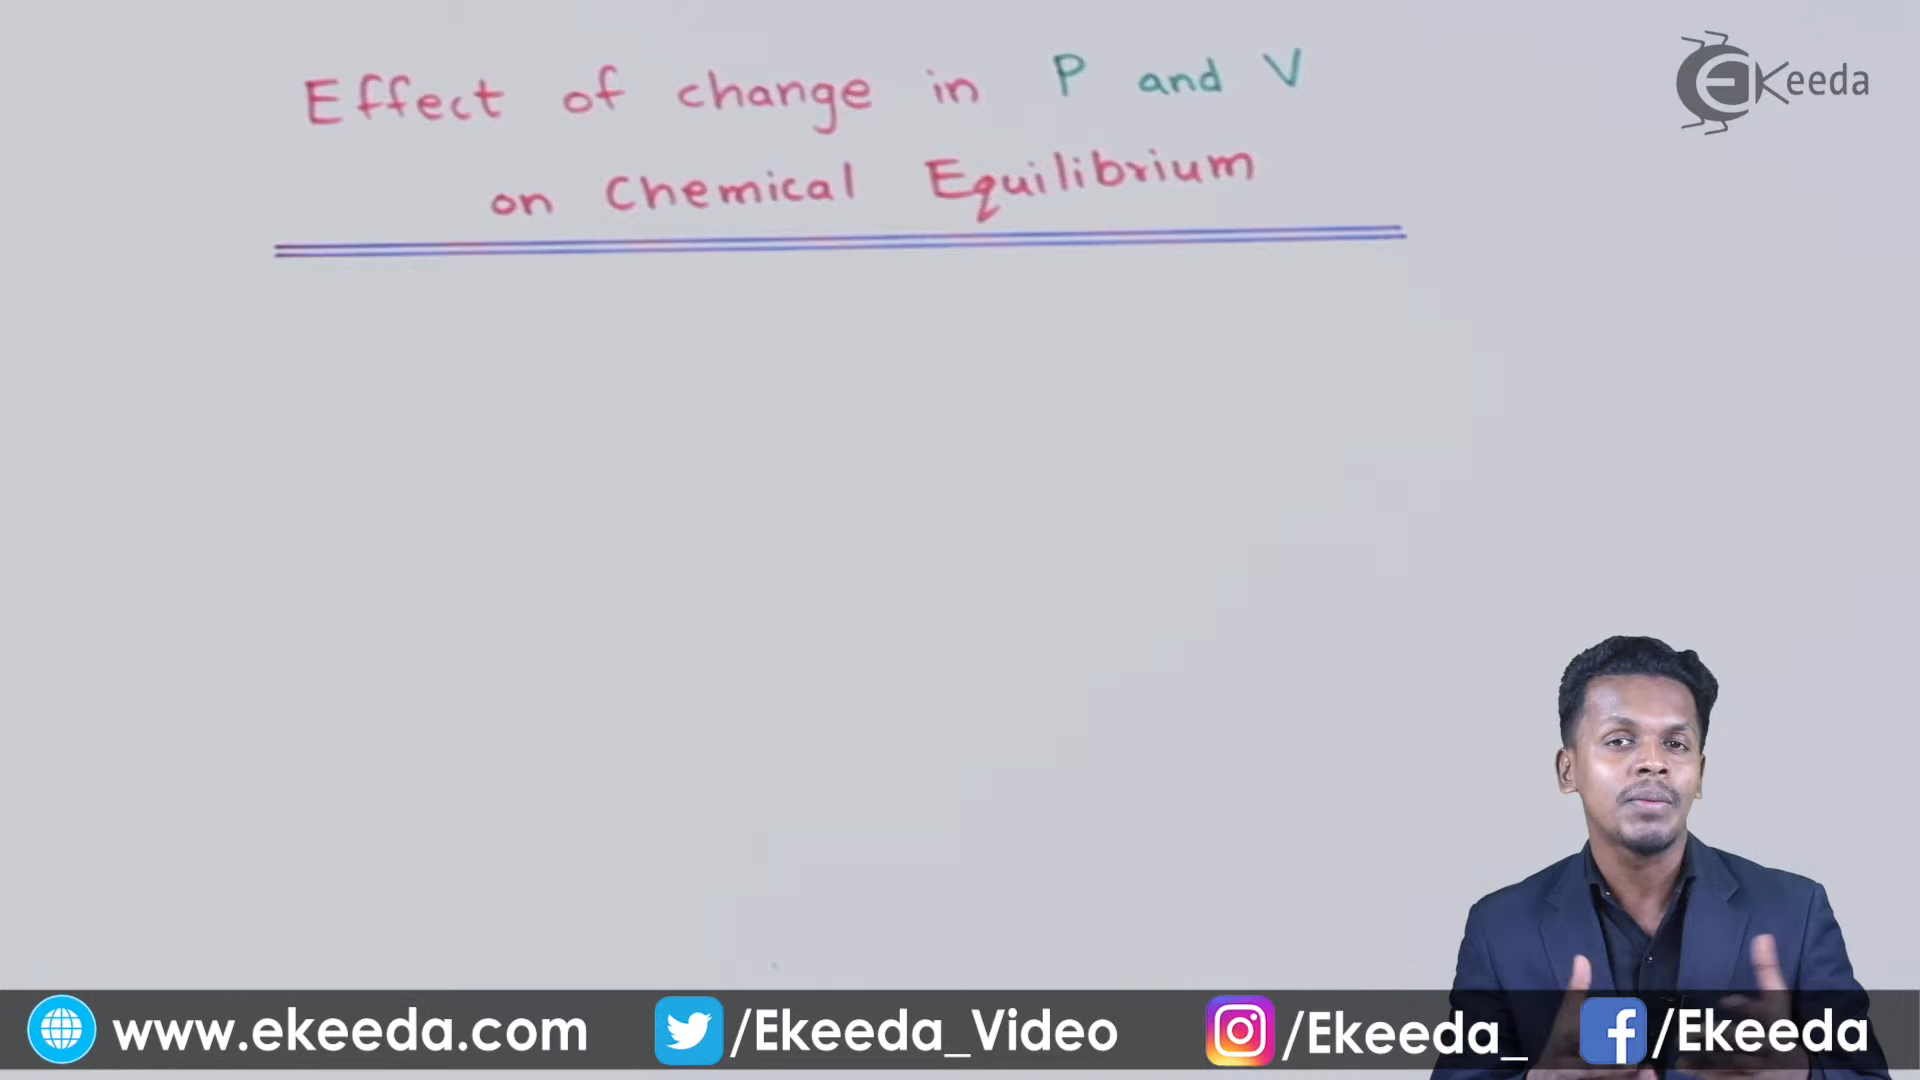 Effect of change in P and V
on Chemical Equilibrium
EKeeda
www.ekeeda.com
/Ekeeda_Video
/Ekeeda_
/Ekeeda